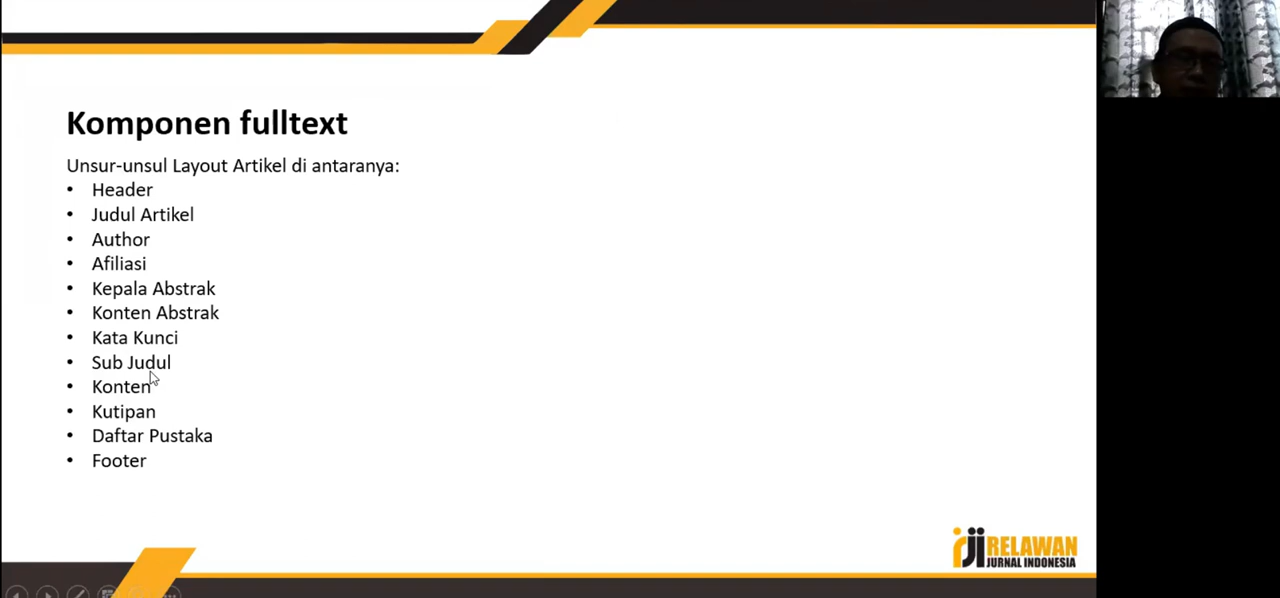 Komponen fulltext
Unsur-unsul Layout Artikel di antaranya:
• Header
• Judul Artikel
• Author
• Afiliasi
• Kepala Abstrak
• Konten Abstrak
• Kata Kunci
• Sub Judul
• Konten
• Kutipan
• Daftar Pustaka
• Footer
rji RELAWAN
JURNAL INDONESIA